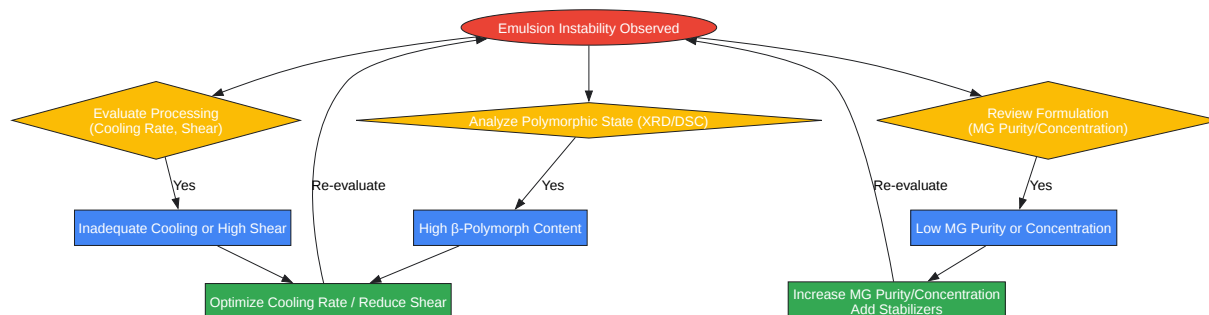 Emulsion Instability Observed
Evaluate Processing
(Cooling Rate, Shear)
Analyze Polymorphic State (XRD/DSC)
Review Formulation
(MG Purity/Concentration)
Yes
Re-evaluate
Yes
Re-evaluate
Yes
Inadequate Cooling or High Shear
High β-Polymorph Content
Low MG Purity or Concentration
Optimize Cooling Rate / Reduce Shear
Increase MG Purity/Concentration
Add Stabilizers